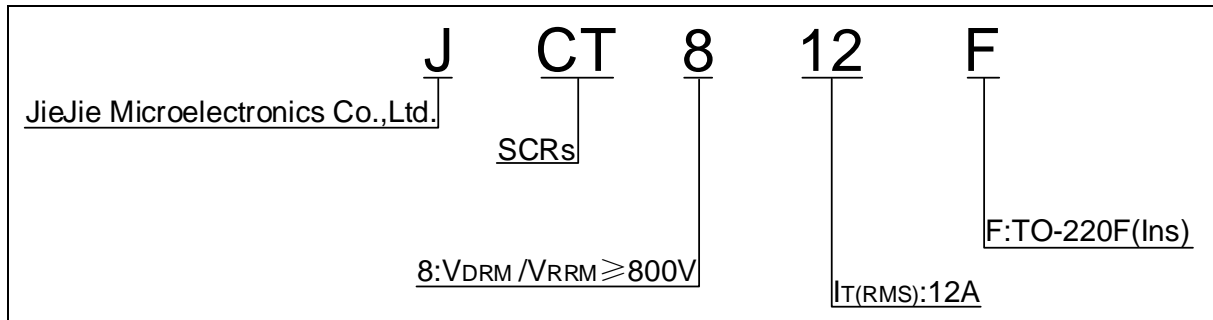 J CT 8 12 F
JieJie Microelectronics Co.,Ltd.
SCRs
F:TO-220F(Ins)
8:VDRM /VRRM≥800V
IT(RMS):12A